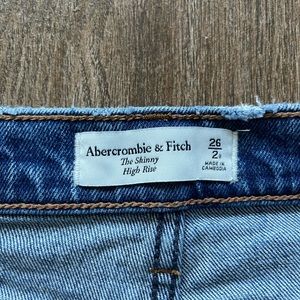 Abercrombie & Fitch
The Skinny
High Rise
26
2R
MADE IN
CAMBODIA